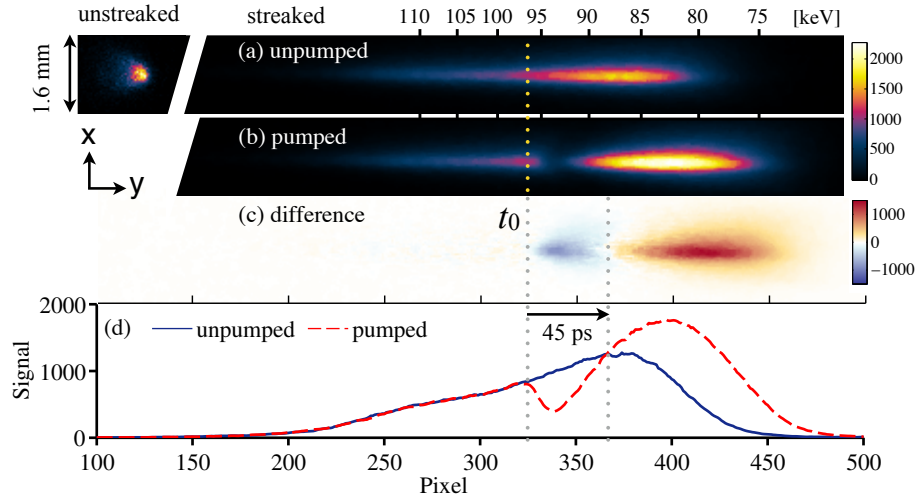 unstreaked streaked 110 105 100 95 90 85 80 75 [keV]
(a) unpumped
1.6 mm
2000
1500
1000
500
0
(b) pumped
x
y
(c) difference
t0
1000
0
−1000
2000
1000
0
Signal
(d) unpumped pumped
45 ps
100 150 200 250 300 350 400 450 500
Pixel